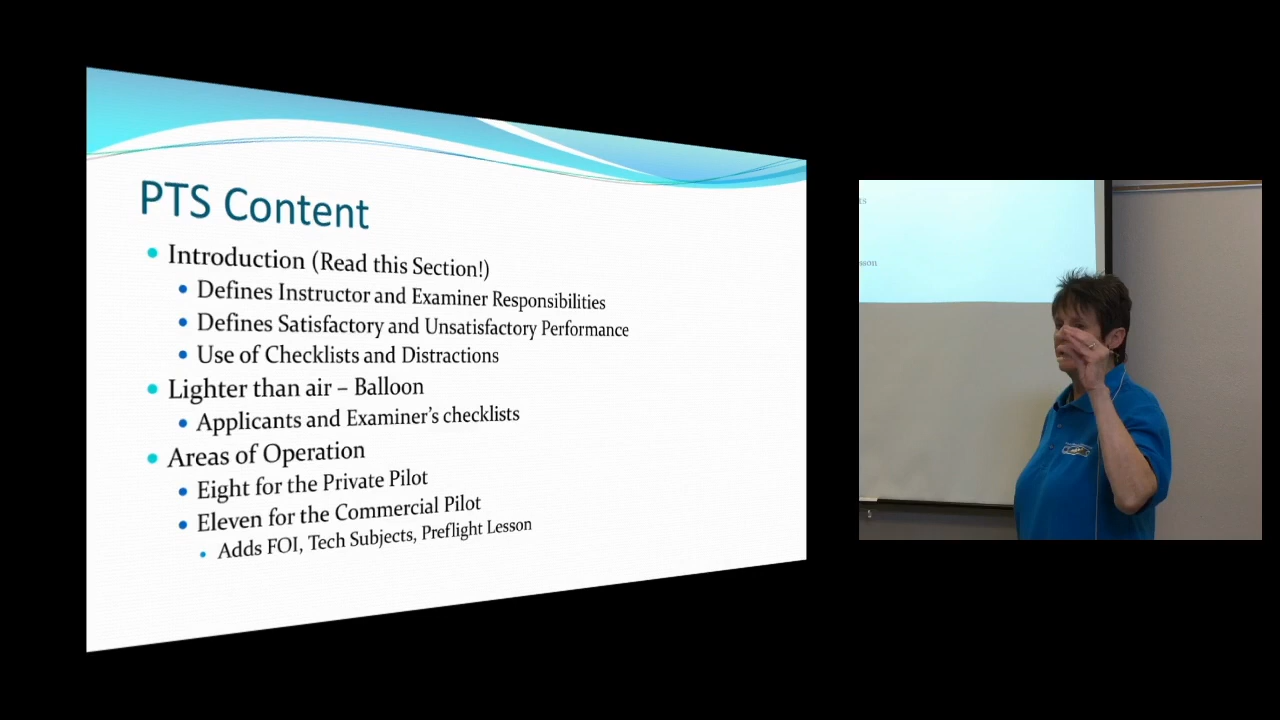 PTS Content
Introduction (Read this Section!)
Defines Instructor and Examiner Responsibilities
Defines Satisfactory and Unsatisfactory Performance
Use of Checklists and Distractions
Lighter than air – Balloon
Applicants and Examiner's checklists
Areas of Operation
Eight for the Private Pilot
Eleven for the Commercial Pilot
Adds FOI, Tech Subjects, Preflight Lesson